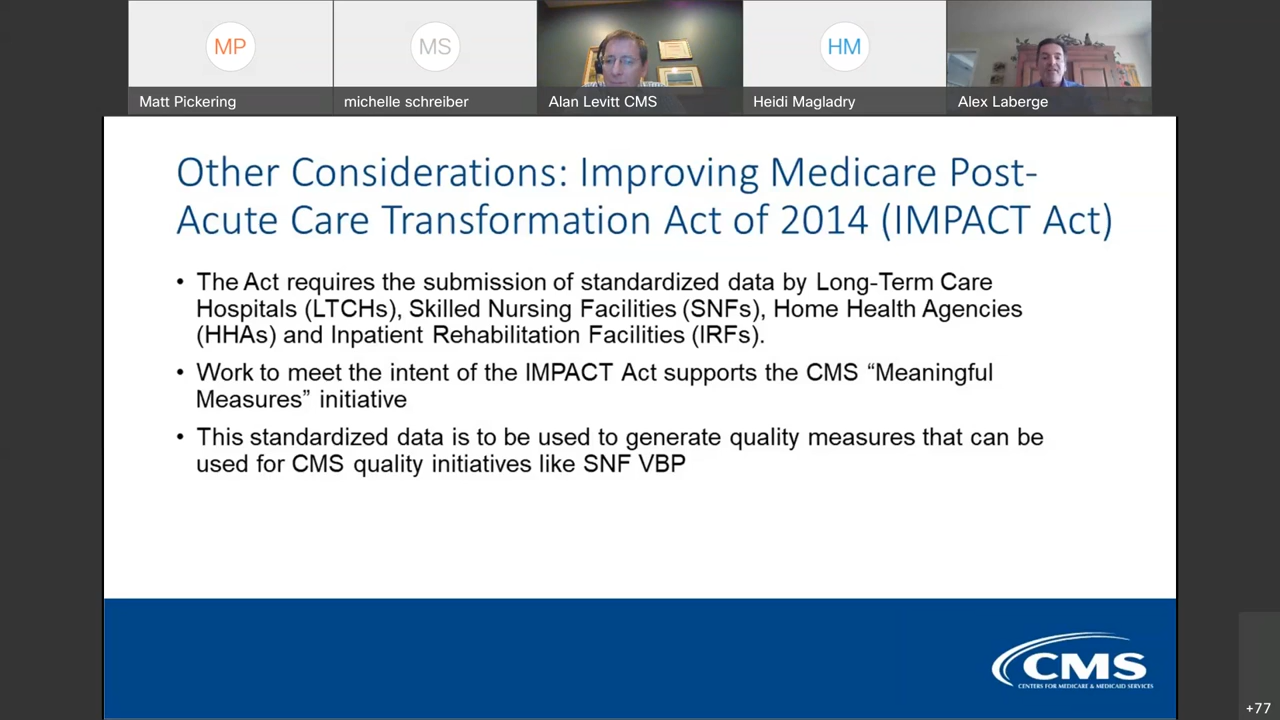 MP
MS
HM
Matt Pickering
michelle schreiber
Alan Levitt CMS
Heidi Magladry
Alex Laberge
Other Considerations: Improving Medicare Post-
Acute Care Transformation Act of 2014 (IMPACT Act)
• The Act requires the submission of standardized data by Long-Term Care
Hospitals (LTCHs), Skilled Nursing Facilities (SNFs), Home Health Agencies
(HHAs) and Inpatient Rehabilitation Facilities (IRFs).
• Work to meet the intent of the IMPACT Act supports the CMS “Meaningful
Measures” initiative
• This standardized data is to be used to generate quality measures that can be
used for CMS quality initiatives like SNF VBP
CMS
CENTERS FOR MEDICARE & MEDICAID SERVICES
+77